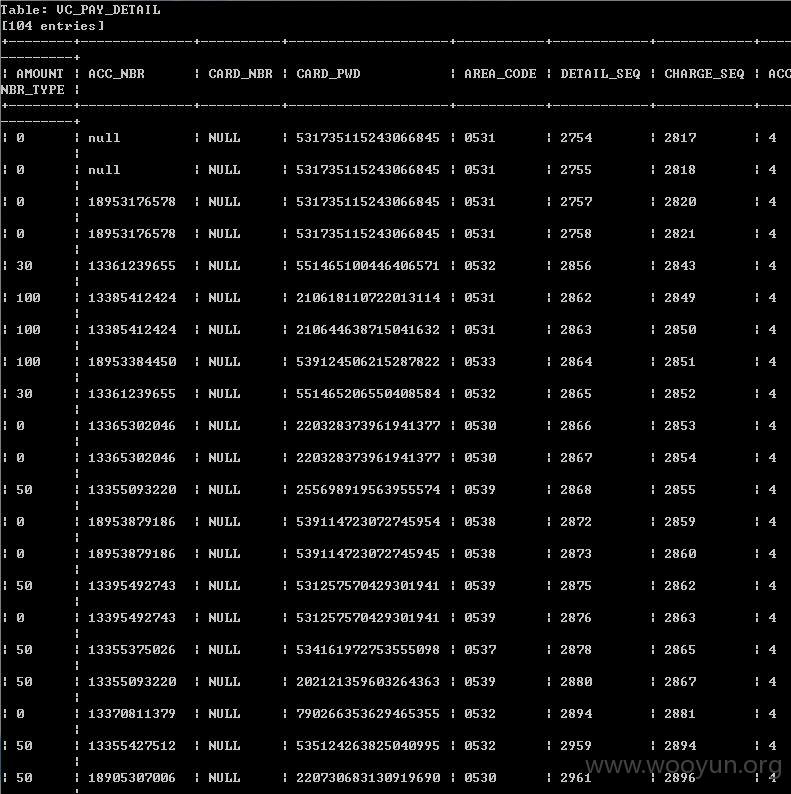 Table: VC_PAY_DETAIL
[104 entries]
| AMOUNT | ACC_NBR | CARD_NBR | CARD_PWD | AREA_CODE | DETAIL_SEQ | CHARGE_SEQ | ACC
NBR_TYPE |
| 0 | null | NULL | 531735115243066845 | 0531 | 2754 | 2817 | 4
| 0 | null | NULL | 531735115243066845 | 0531 | 2755 | 2818 | 4
| 0 | 18953176578 | NULL | 531735115243066845 | 0531 | 2757 | 2820 | 4
| 0 | 18953176578 | NULL | 531735115243066845 | 0531 | 2758 | 2821 | 4
| 30 | 13361239655 | NULL | 551465100446406571 | 0532 | 2856 | 2843 | 4
| 100 | 13385412424 | NULL | 210618110722013114 | 0531 | 2862 | 2849 | 4
| 100 | 13385412424 | NULL | 210644638715041632 | 0531 | 2863 | 2850 | 4
| 100 | 18953384450 | NULL | 539124506215287822 | 0533 | 2864 | 2851 | 4
| 30 | 13361239655 | NULL | 551465206550408584 | 0532 | 2865 | 2852 | 4
| 0 | 13365302046 | NULL | 220328373961941377 | 0530 | 2866 | 2853 | 4
| 0 | 13365302046 | NULL | 220328373961941377 | 0530 | 2867 | 2854 | 4
| 50 | 13355093220 | NULL | 255698919563955574 | 0539 | 2868 | 2855 | 4
| 0 | 18953879186 | NULL | 539114723072745954 | 0538 | 2872 | 2859 | 4
| 0 | 18953879186 | NULL | 539114723072745945 | 0538 | 2873 | 2860 | 4
| 50 | 13395492743 | NULL | 531257570429301941 | 0539 | 2875 | 2862 | 4
| 0 | 13395492743 | NULL | 531257570429301941 | 0539 | 2876 | 2863 | 4
| 50 | 13355375026 | NULL | 534161972753555098 | 0537 | 2878 | 2865 | 4
| 50 | 13355093220 | NULL | 202121359603264363 | 0539 | 2880 | 2867 | 4
| 0 | 13370811379 | NULL | 790266353629465355 | 0532 | 2894 | 2881 | 4
| 50 | 13355427512 | NULL | 535124263825040995 | 0532 | 2959 | 2894 | 4
| 50 | 18905307006 | NULL | 220730683130919690 | 0530 | 2961 | 2896 | 4
www.wooyun.org